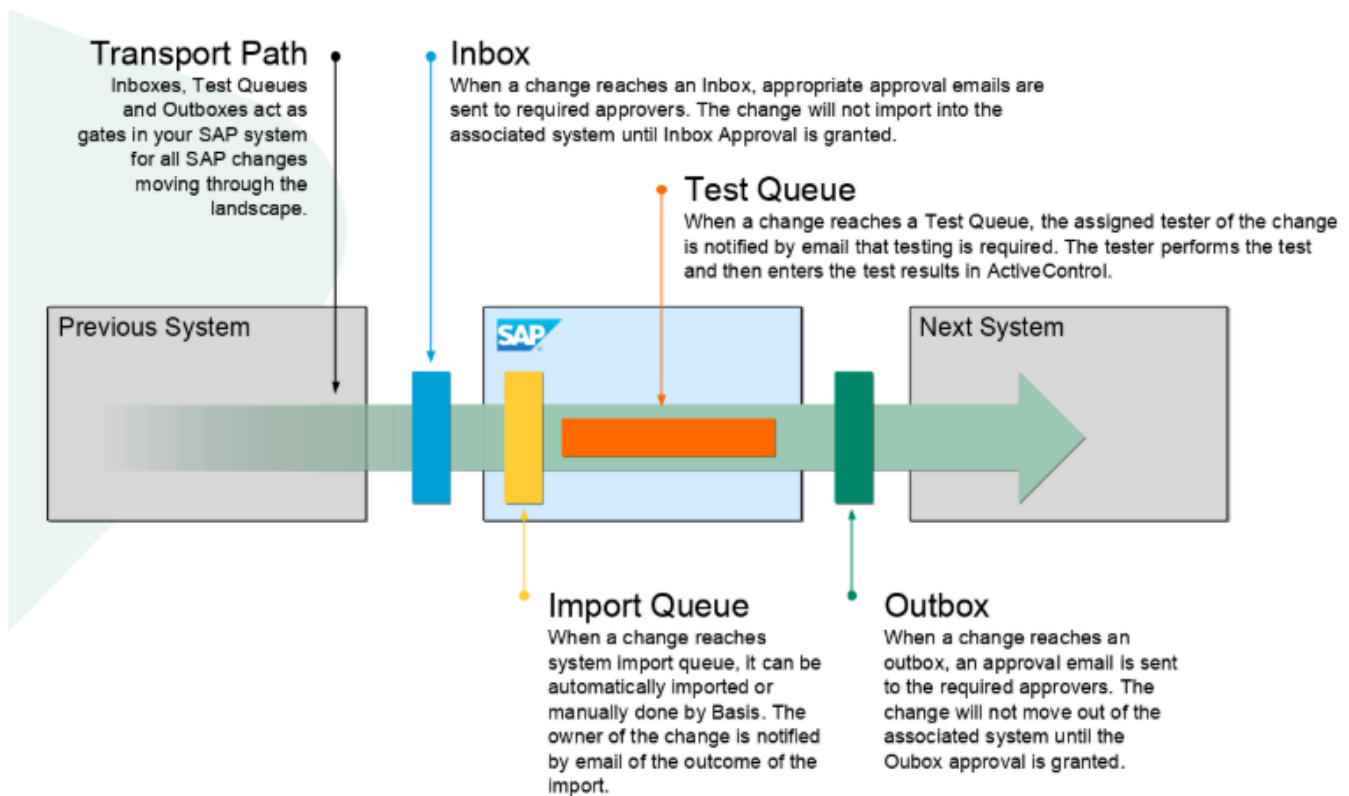 Transport Path
Inboxes, Test Queues
and Outboxes act as
gates in your SAP system
for all SAP changes
moving through the
landscape.
Inbox
When a change reaches an Inbox, appropriate approval emails are
sent to required approvers. The change will not import into the
associated system until Inbox Approval is granted.
Test Queue
When a change reaches a Test Queue, the assigned tester of the change
is notified by email that testing is required. The tester performs the test
and then enters the test results in ActiveControl.
Previous System
SAP
Next System
Import Queue
When a change reaches
system import queue, it can be
automatically imported or
manually done by Basis. The
owner of the change is notified
by email of the outcome of the
import.
Outbox
When a change reaches an
outbox, an approval email is sent
to the required approvers. The
change will not move out of the
associated system until the
Oubox approval is granted.